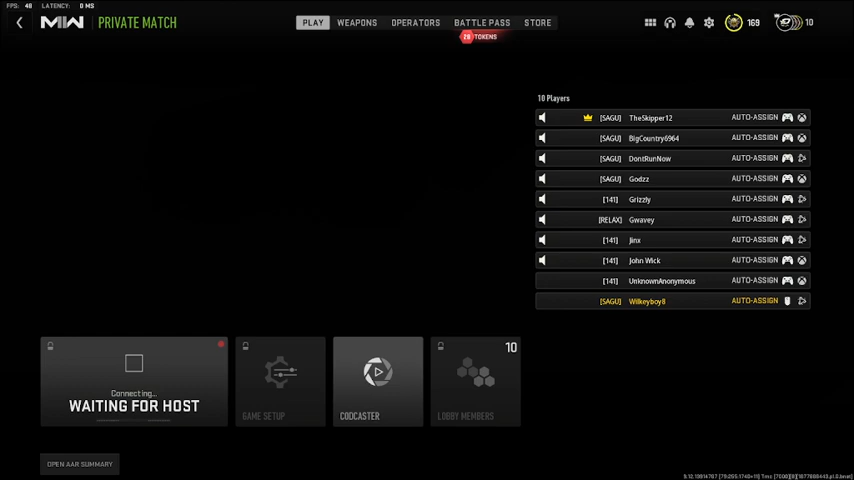 FPS: 48 LATENCY: 0 MS
MWII PRIVATE MATCH
PLAY WEAPONS OPERATORS BATTLE PASS STORE
169 10
28 TOKENS
10 Players
[SAGU] TheSkipper12 AUTO-ASSIGN
[SAGU] BigCountry6964 AUTO-ASSIGN
[SAGU] DontRunNow AUTO-ASSIGN
[SAGU] Godzz AUTO-ASSIGN
[141] Grizzly AUTO-ASSIGN
[RELAX] Gwavey AUTO-ASSIGN
[141] Jinx AUTO-ASSIGN
[141] John Wick AUTO-ASSIGN
[141] UnknownAnonymous AUTO-ASSIGN
[SAGU] Wilkeyboy8 AUTO-ASSIGN
10
Connecting...
WAITING FOR HOST
GAME SETUP
CODCASTER
LOBBY MEMBERS
OPEN AAR SUMMARY